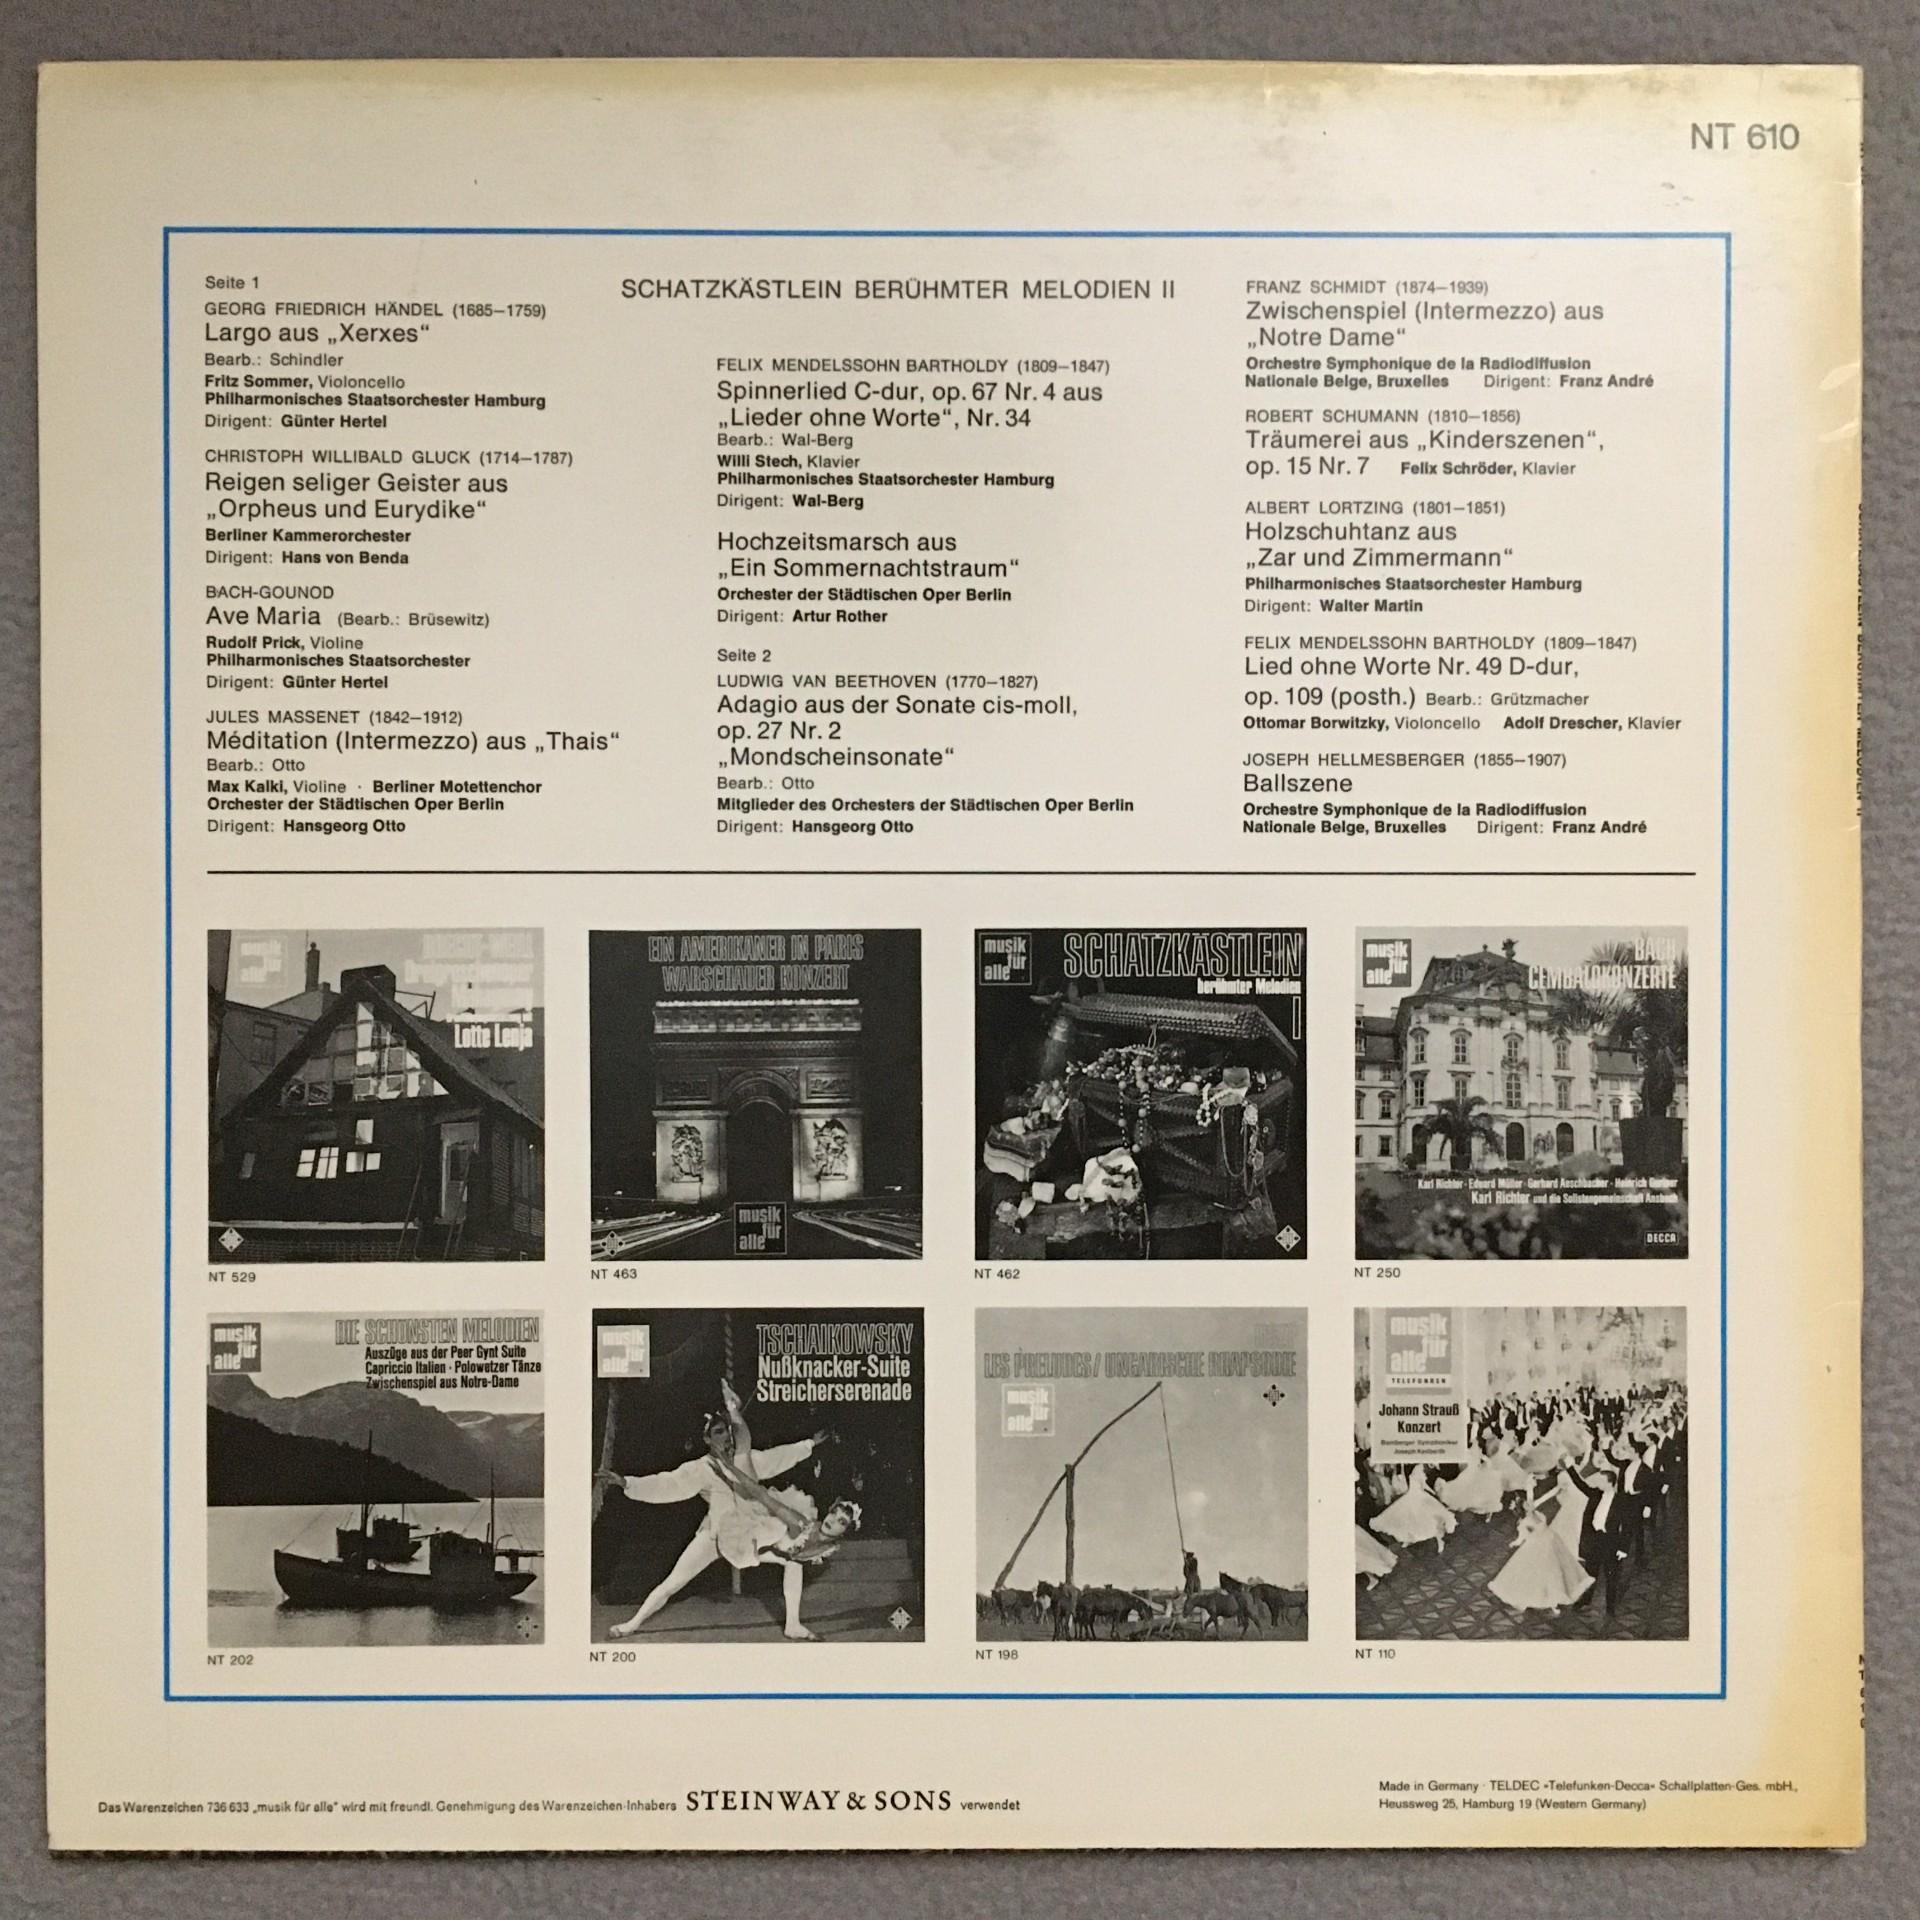 NT 610
SCHATZKÄSTLEIN BERÜHMTER MELODIEN II
Seite 1
GEORG FRIEDRICH HÄNDEL (1685–1759)
Largo aus „Xerxes“
Bearb.: Schindler
Fritz Sommer, Violoncello
Philharmonisches Staatsorchester Hamburg
Dirigent: Günter Hertel
CHRISTOPH WILLIBALD GLUCK (1714–1787)
Reigen seliger Geister aus
„Orpheus und Eurydike“
Berliner Kammerorchester
Dirigent: Hans von Benda
BACH-GOUNOD
Ave Maria (Bearb.: Brüsewitz)
Rudolf Prick, Violine
Philharmonisches Staatsorchester
Dirigent: Günter Hertel
JULES MASSENET (1842–1912)
Méditation (Intermezzo) aus „Thais“
Bearb.: Otto
Max Kalki, Violine · Berliner Motettenchor
Orchester der Städtischen Oper Berlin
Dirigent: Hansgeorg Otto
FELIX MENDELSSOHN BARTHOLDY (1809–1847)
Spinnerlied C-dur, op. 67 Nr. 4 aus
„Lieder ohne Worte“, Nr. 34
Bearb.: Wal-Berg
Willi Stech, Klavier
Philharmonisches Staatsorchester Hamburg
Dirigent: Wal-Berg
Hochzeitsmarsch aus
„Ein Sommernachtstraum“
Orchester der Städtischen Oper Berlin
Dirigent: Artur Rother
Seite 2
LUDWIG VAN BEETHOVEN (1770–1827)
Adagio aus der Sonate cis-moll,
op. 27 Nr. 2
„Mondscheinsonate“
Bearb.: Otto
Mitglieder des Orchesters der Städtischen Oper Berlin
Dirigent: Hansgeorg Otto
FRANZ SCHMIDT (1874–1939)
Zwischenspiel (Intermezzo) aus
„Notre Dame“
Orchestre Symphonique de la Radiodiffusion
Nationale Belge, Bruxelles Dirigent: Franz André
ROBERT SCHUMANN (1810–1856)
Träumerei aus „Kinderszenen“,
op. 15 Nr. 7 Felix Schröder, Klavier
ALBERT LORTZING (1801–1851)
Holzschuhtanz aus
„Zar und Zimmermann“
Philharmonisches Staatsorchester Hamburg
Dirigent: Walter Martin
FELIX MENDELSSOHN BARTHOLDY (1809–1847)
Lied ohne Worte Nr. 49 D-dur,
op. 109 (posth.) Bearb.: Grützmacher
Ottomar Borwitzky, Violoncello Adolf Drescher, Klavier
JOSEPH HELLMESBERGER (1855–1907)
Ballszene
Orchestre Symphonique de la Radiodiffusion
Nationale Belge, Bruxelles Dirigent: Franz André
musik
für
alle
Lotte Lenja
NT 529
EIN AMERIKANER IN PARIS
WARSCHAUER KONZERT
musik
für
alle
NT 463
musik
für
alle
SCHATZKÄSTLEIN
berühmter Melodien
I
NT 462
musik
für
alle
BACH
CEMBALOKONZERTE
Karl Richter · Eduard Müller · Gerhard Aeschbacher · Heinrich Gurtner
Karl Richter und die Solistengemeinschaft Ansbach
DECCA
NT 250
musik
für
alle
DIE SCHÖNSTEN MELODIEN
Auszüge aus der Peer Gynt Suite
Capriccio Italien · Polowetzer Tänze
Zwischenspiel aus Notre-Dame
NT 202
musik
für
alle
TSCHAIKOWSKY
Nußknacker-Suite
Streicherserenade
NT 200
LES PRELUDES / UNGARISCHE RHAPSODIE
musik
für
alle
NT 198
musik
für
alle
TELEFUNKEN
Johann Strauß
Konzert
Bamberger Symphoniker
Joseph Keilberth
NT 110
Das Warenzeichen 736 633 „musik für alle“ wird mit freundl. Genehmigung des Warenzeichen-Inhabers STEINWAY & SONS verwendet
Made in Germany · TELDEC »Telefunken-Decca« Schallplatten-Ges. mbH.,
Heussweg 25, Hamburg 19 (Western Germany)